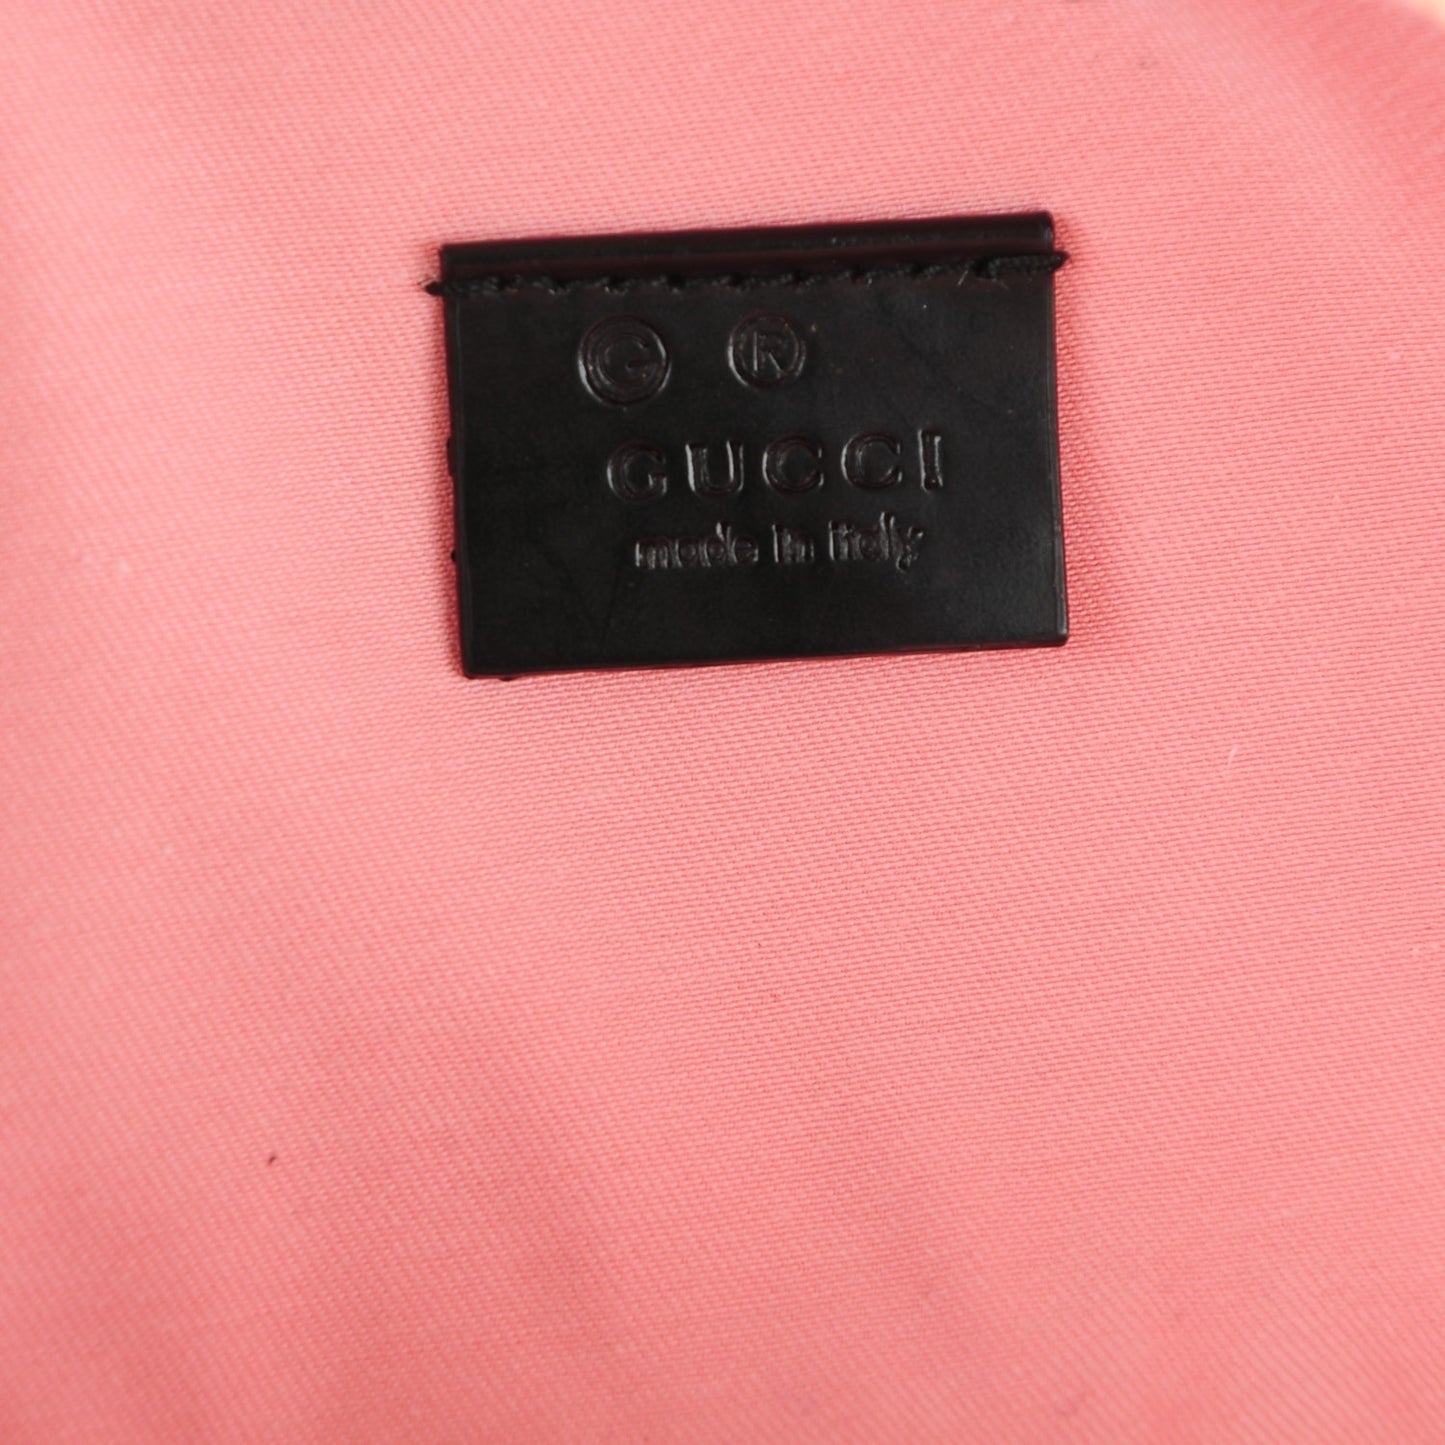 Ⓖ ®
GUCCI
made in italy